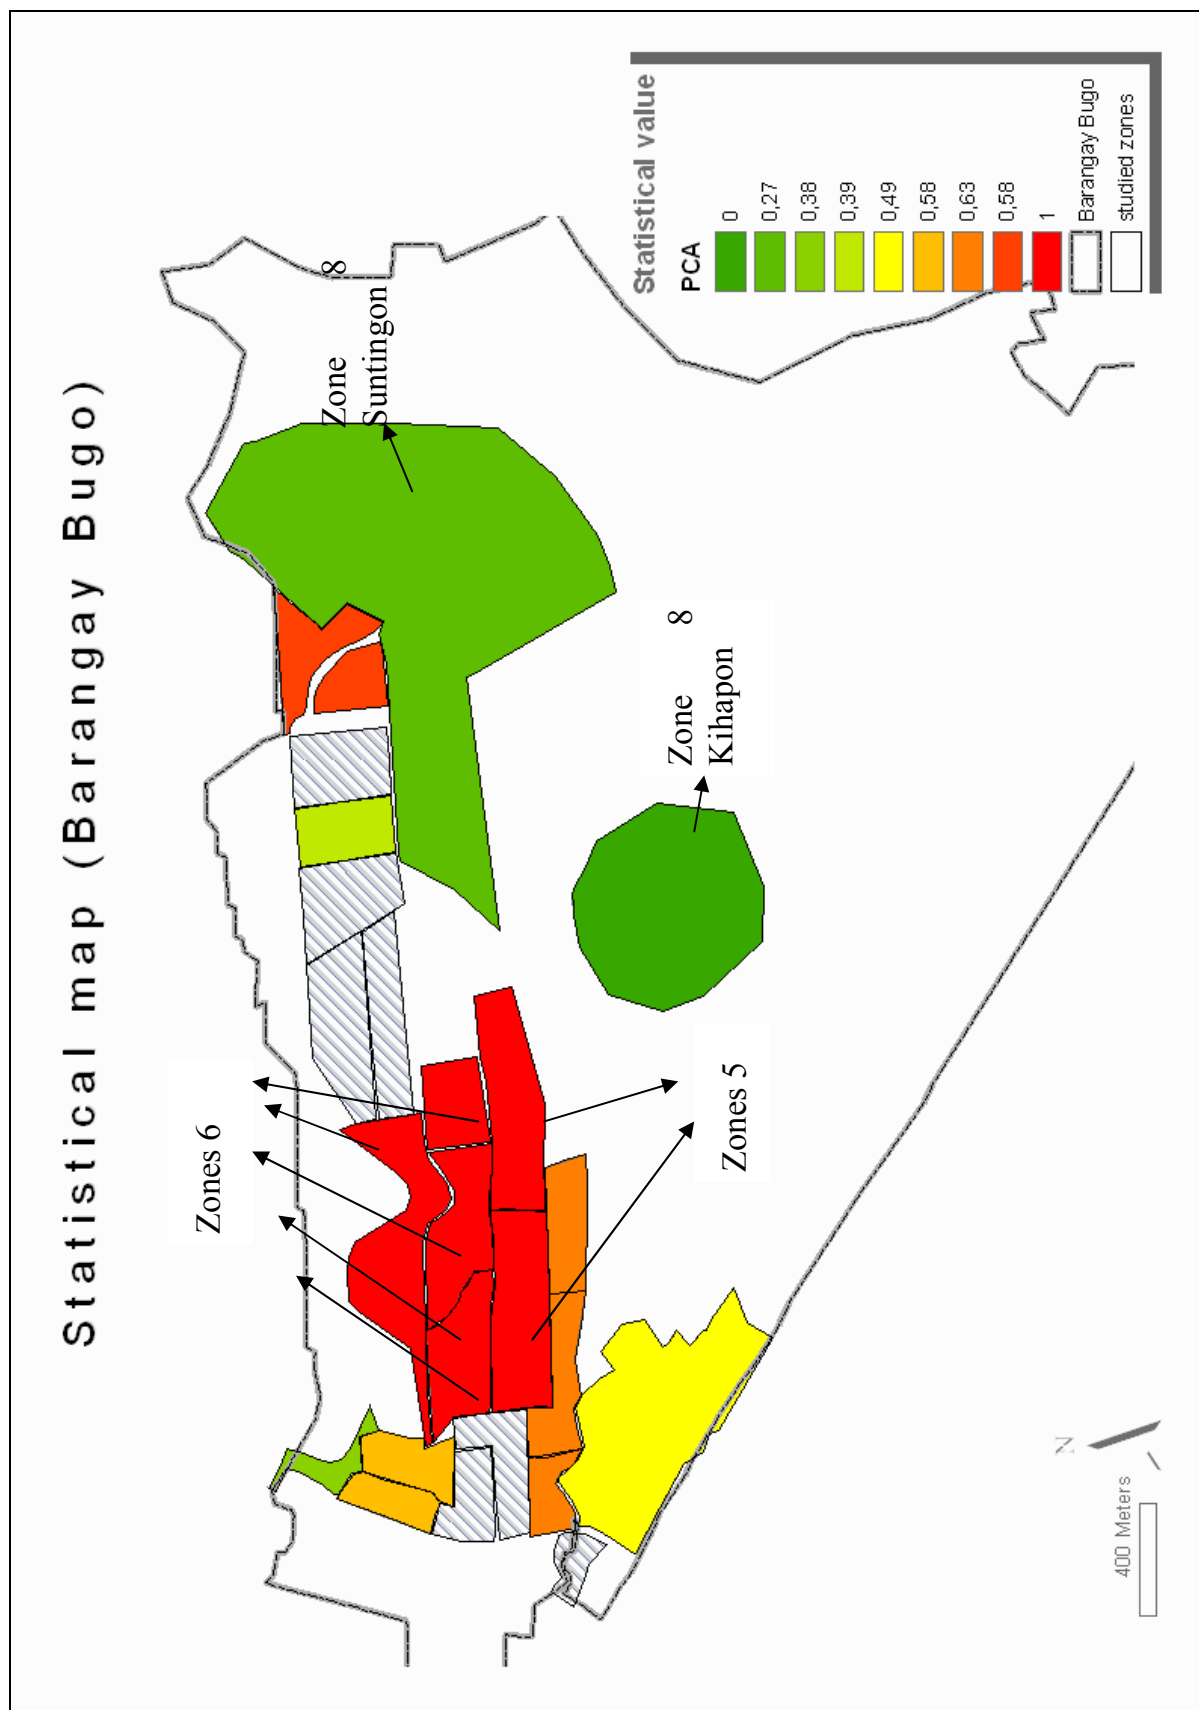 Statistical map (Barangay Bugo)
Zone 8
Suntingon
Zone 8
Kihapon
Zones 6
Zones 5
Statistical value
PCA
0
0,27
0,38
0,39
0,49
0,58
0,63
0,58
1
Barangay Bugo
studied zones
N
400 Meters